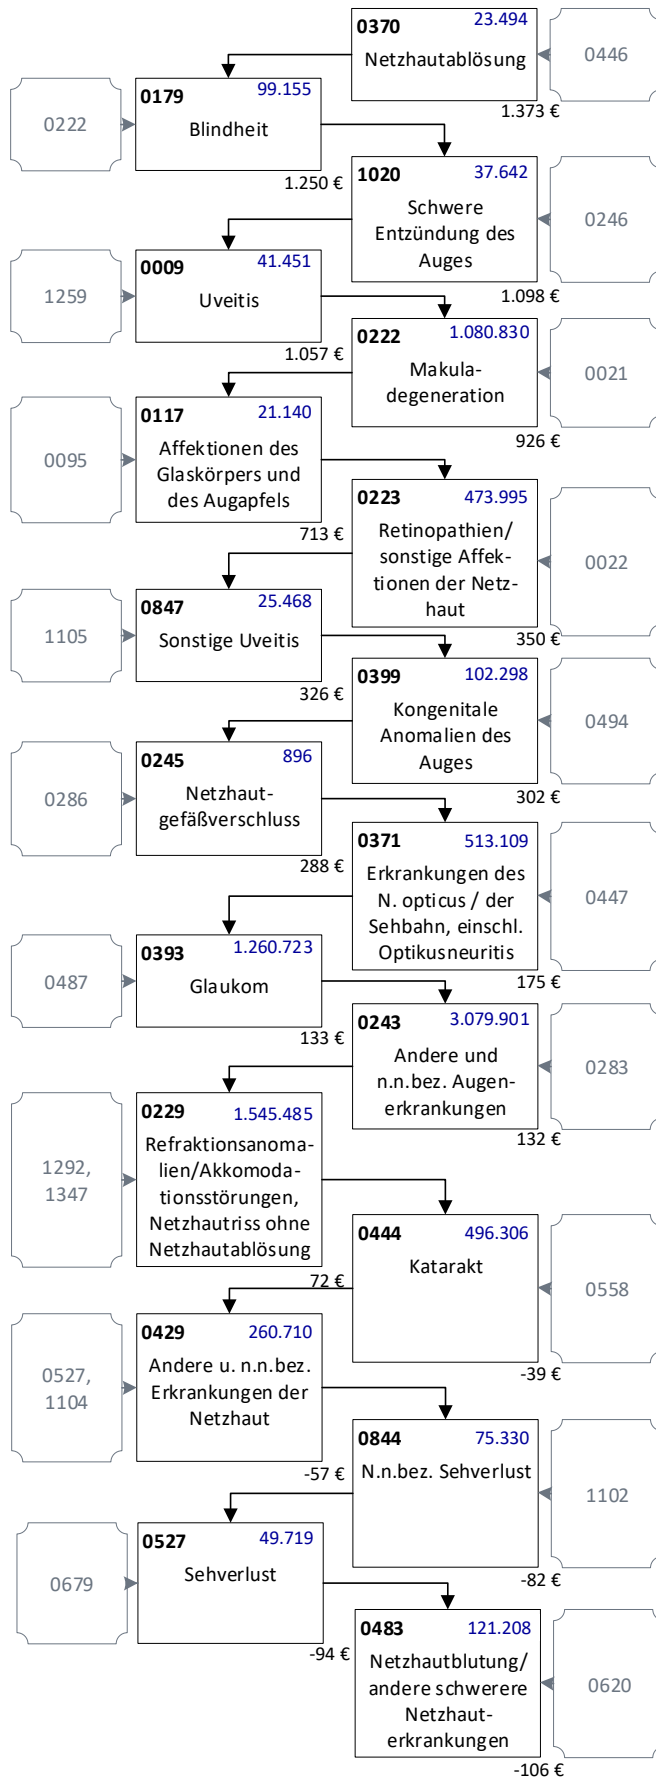 0370 23.494
Netzhautablösung
0446
1.373 €
0222
0179 99.155
Blindheit
1.250 €
1020 37.642
Schwere
Entzündung des
Auges
0246
1.098 €
1259
0009 41.451
Uveitis
1.057 €
0222 1.080.830
Makula-
degeneration
0021
926 €
0095
0117 21.140
Affektionen des
Glaskörpers und
des Augapfels
713 €
0223 473.995
Retinopathien/
sonstige Affek-
tionen der Netz-
haut
0022
350 €
1105
0847 25.468
Sonstige Uveitis
326 €
0399 102.298
Kongenitale
Anomalien des
Auges
0494
302 €
0286
0245 896
Netzhaut-
gefäßverschluss
288 €
0371 513.109
Erkrankungen des
N. opticus / der
Sehbahn, einschl.
Optikusneuritis
0447
175 €
0487
0393 1.260.723
Glaukom
133 €
0243 3.079.901
Andere und
n.n.bez. Augen-
erkrankungen
0283
132 €
1292,
1347
0229 1.545.485
Refraktionsanoma-
lien/Akkomoda-
tionsstörungen,
Netzhautriss ohne
Netzhautablösung
72 €
0444 496.306
Katarakt
0558
-39 €
0527,
1104
0429 260.710
Andere u. n.n.bez.
Erkrankungen der
Netzhaut
-57 €
0844 75.330
N.n.bez. Sehverlust
1102
-82 €
0679
0527 49.719
Sehverlust
-94 €
0483 121.208
Netzhautblutung/
andere schwerere
Netzhaut-
erkrankungen
0620
-106 €